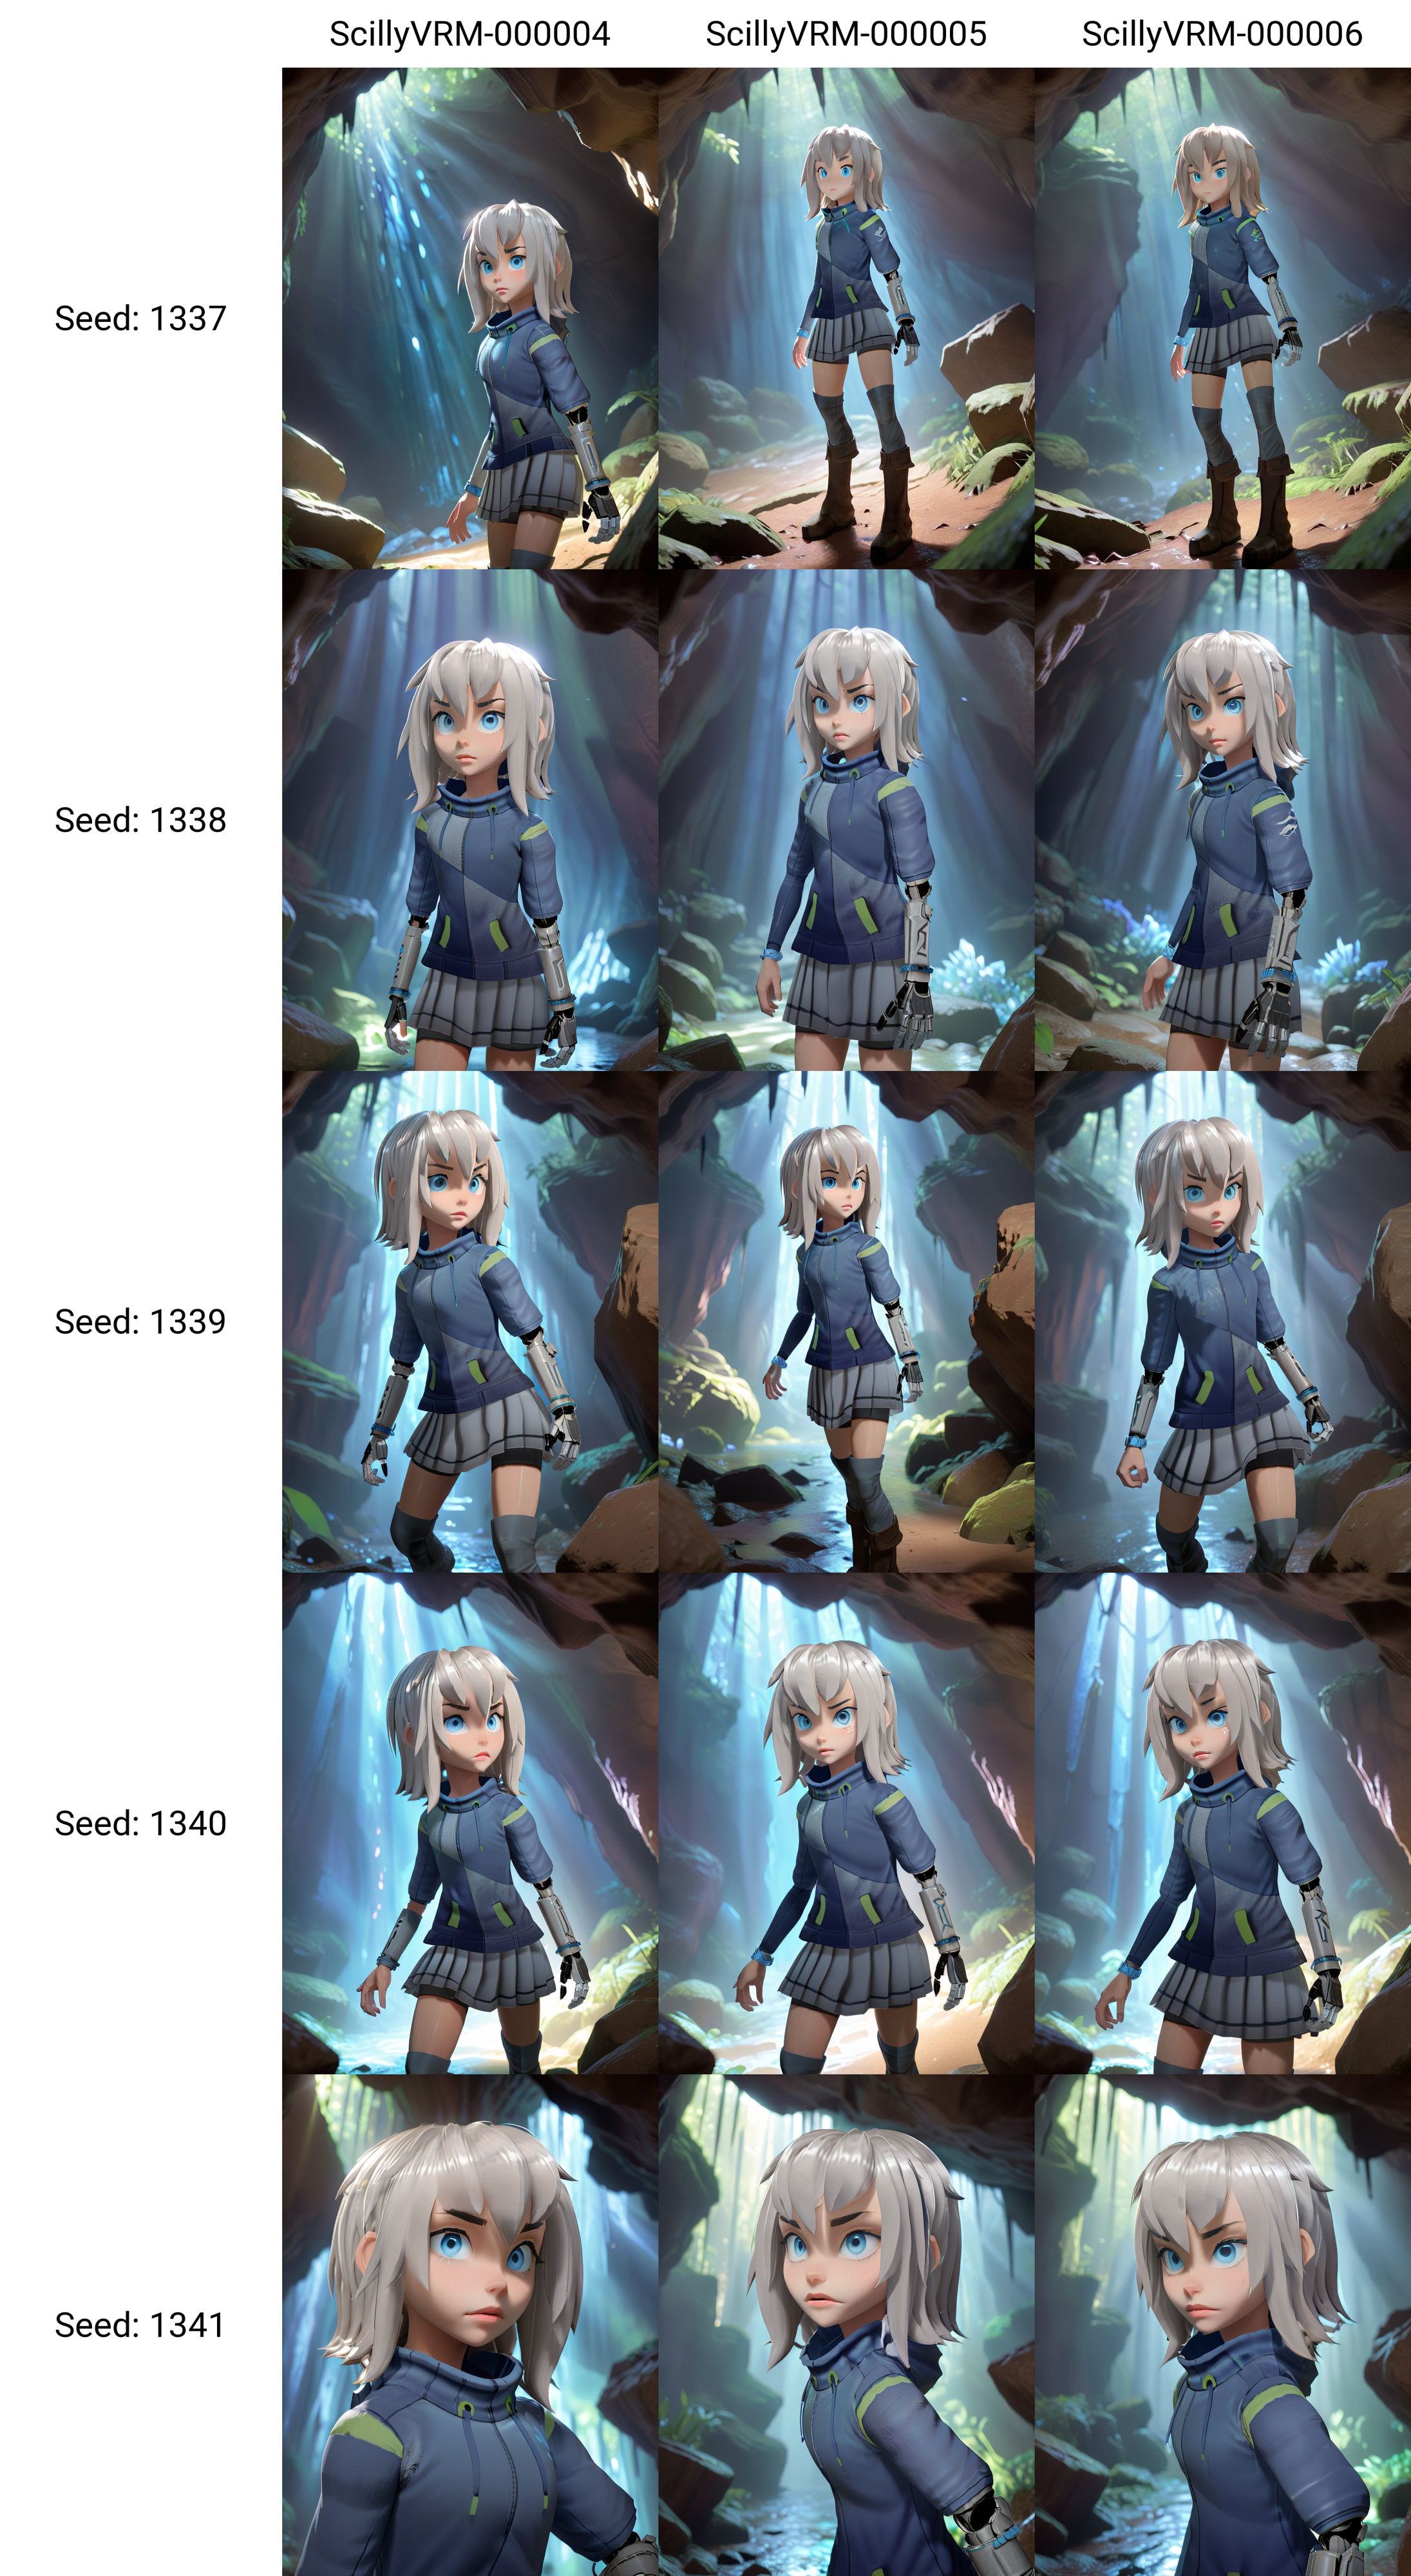 ScillyVRM-000004 ScillyVRM-000005 ScillyVRM-000006
Seed: 1337
Seed: 1338
Seed: 1339
Seed: 1340
Seed: 1341